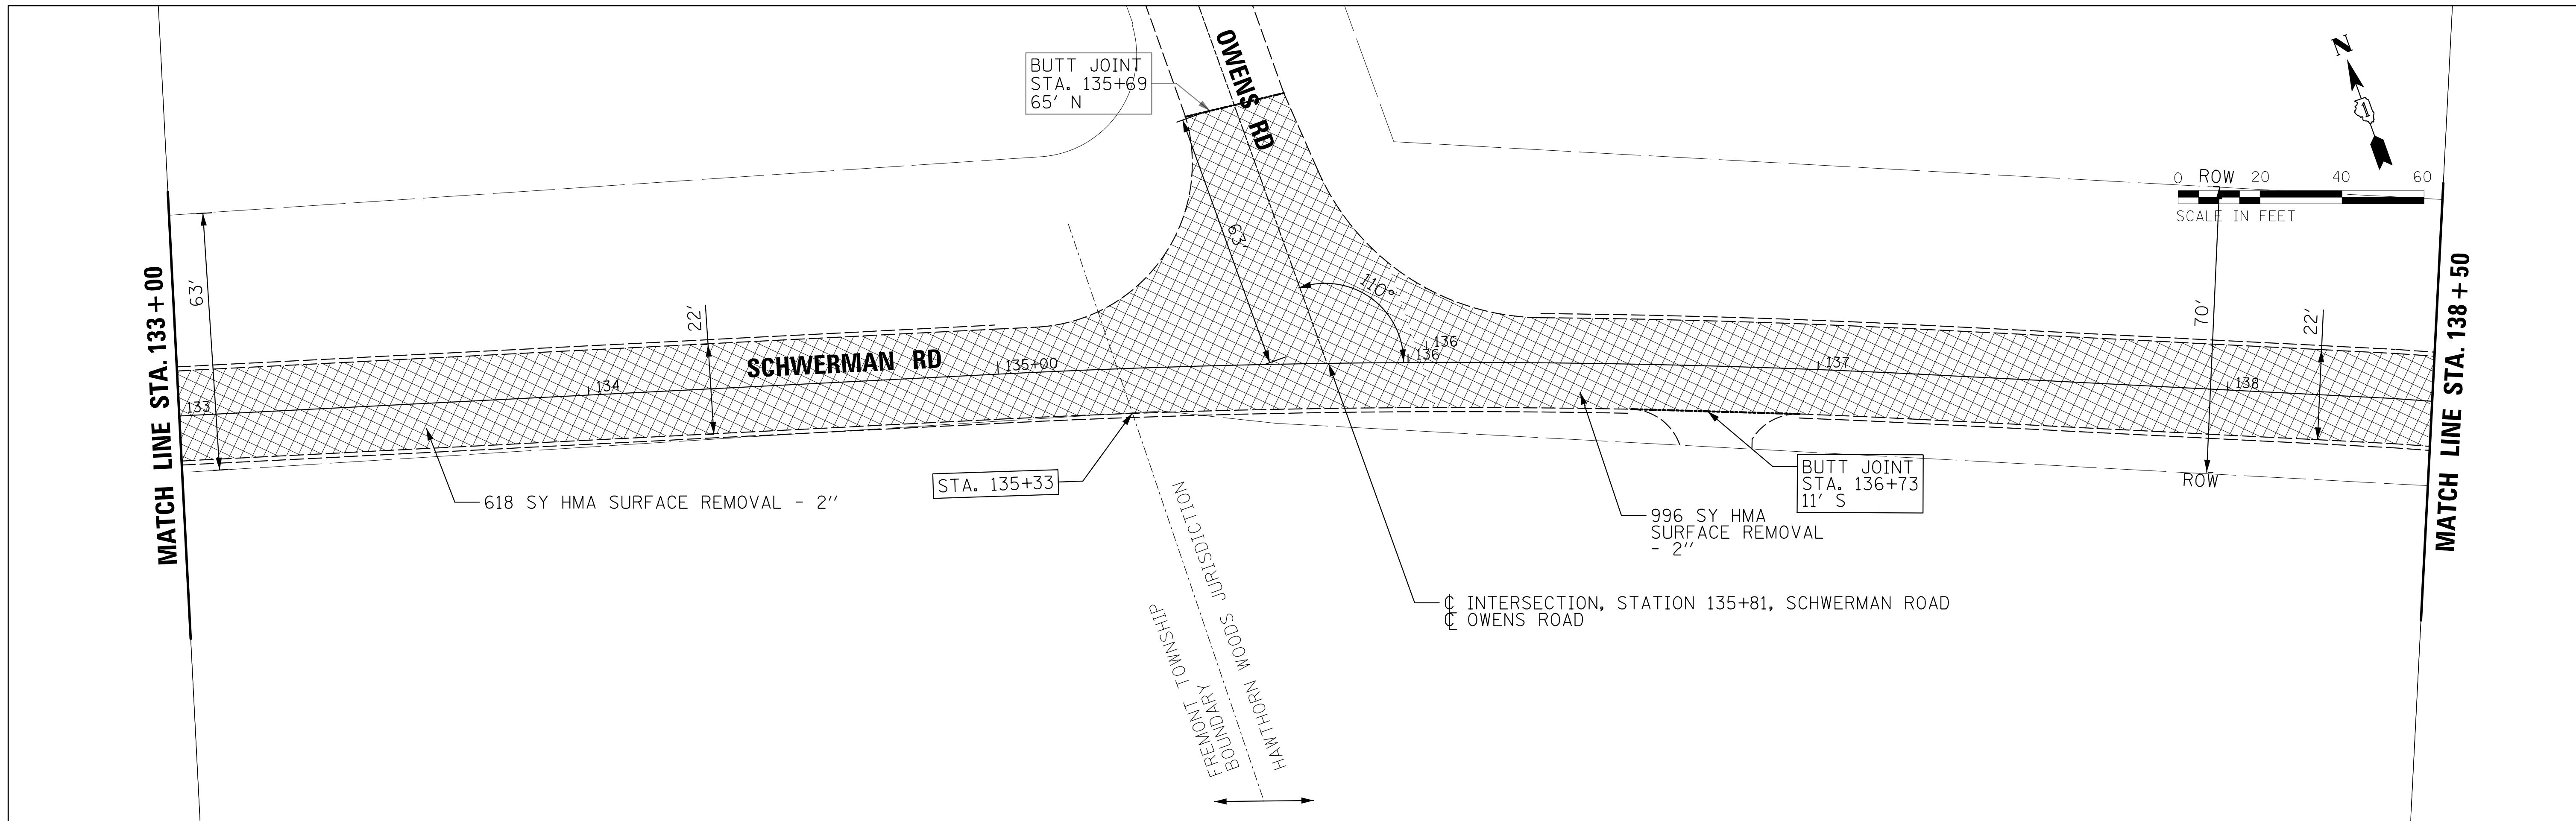 BUTT JOINT
STA. 135+69
65' N
OWENS RD
N
1
0 20 40 60
ROW
SCALE IN FEET
MATCH LINE STA. 133+00
63'
22'
63'
110°
70'
22'
MATCH LINE STA. 138+50
SCHWERMAN RD
133
134
135+00
136
136
137
138
618 SY HMA SURFACE REMOVAL - 2"
STA. 135+33
BUTT JOINT
STA. 136+73
11' S
ROW
996 SY HMA
SURFACE REMOVAL
- 2"
℄ INTERSECTION, STATION 135+81, SCHWERMAN ROAD
℄ OWENS ROAD
FREMONT TOWNSHIP
BOUNDARY
HAWTHORN WOODS JURISDICTION